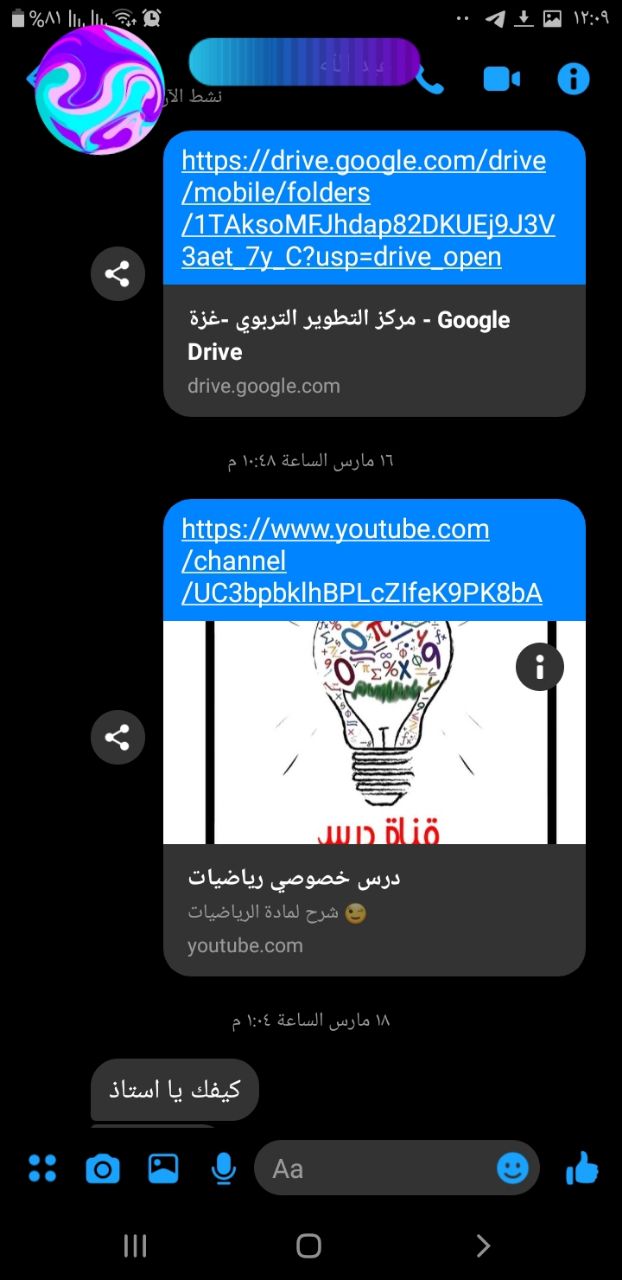 %٨١
١٢:٠٩
نشط الآن
https://drive.google.com/drive
/mobile/folders
/1TAksoMFJhdap82DKUEj9J3V
3aet_7y_C?usp=drive_open
مركز التطوير التربوي -غزة - Google
Drive
drive.google.com
١٦ مارس الساعة ١٠:٤٨ م
https://www.youtube.com
/channel
/UC3bpbklhBPLcZIfeK9PK8bA
قناة درس
درس خصوصي رياضيات
😉 شرح لمادة الرياضيات
youtube.com
١٨ مارس الساعة ١:٠٤ م
كيفك يا استاذ
Aa